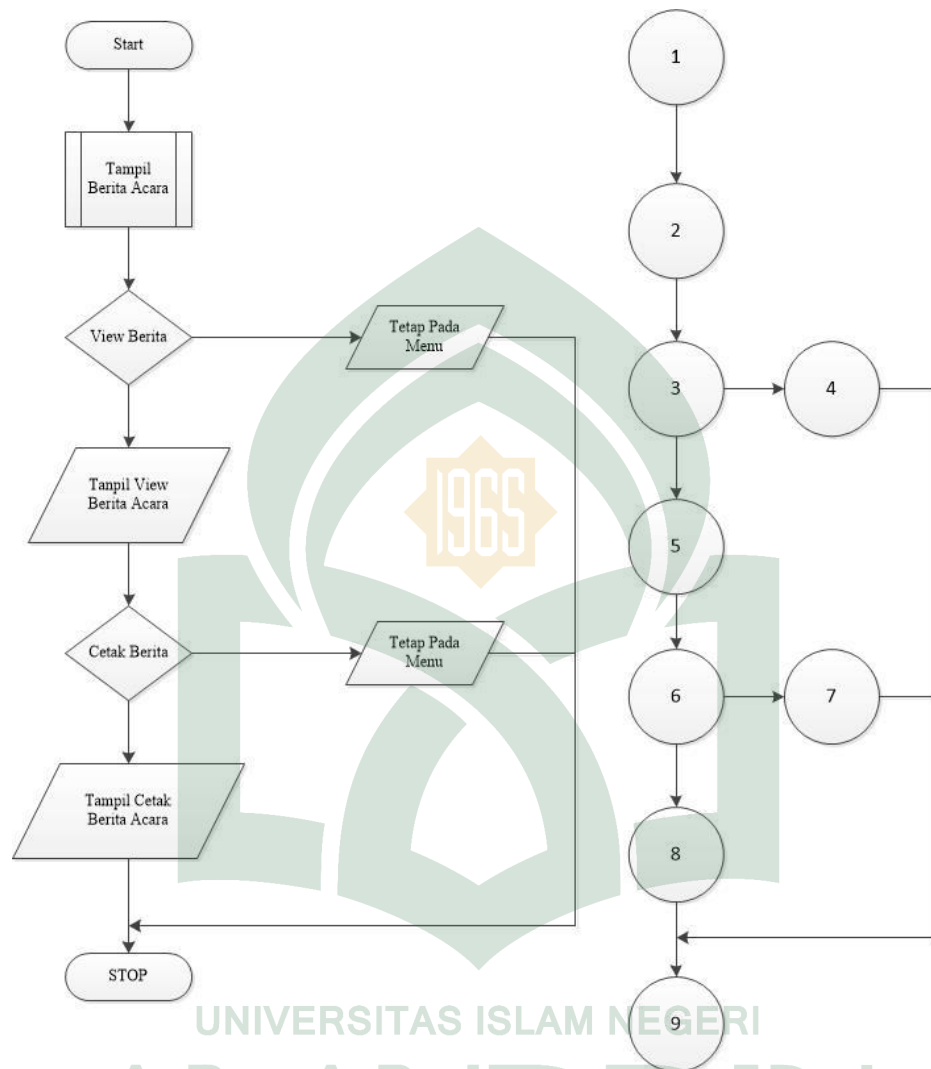 Start
Tampil
Berita Acara
View Berita
Tetap Pada
Menu
Tanpil View
Berita Acara
Cetak Berita
Tetap Pada
Menu
Tampil Cetak
Berita Acara
STOP
1
2
3
4
5
6
7
8
9
1965
UNIVERSITAS ISLAM NEGERI